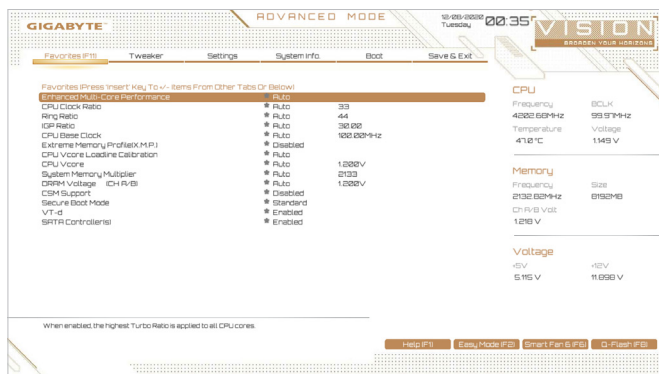 GIGABYTE™
ADVANCED MODE
12/08/2020
Tuesday
00:35
VISION
BROADEN YOUR HORIZONS
Favorites (F11) Tweaker Settings System Info. Boot Save & Exit
Favorites (Press 'Insert' Key To +/- Items From Other Tabs Or Below)
Enhanced Multi-Core Performance ★ Auto
CPU Clock Ratio ★ Auto 33
Ring Ratio ★ Auto 44
IGP Ratio ★ Auto 30.00
CPU Base Clock ★ Auto 100.00MHz
Extreme Memory Profile(X.M.P.) ★ Disabled
CPU Vcore Loadline Calibration ★ Auto
CPU Vcore ★ Auto 1.200V
System Memory Multiplier ★ Auto 2133
DRAM Voltage (CH A/B) ★ Auto 1.200V
CSM Support ★ Disabled
Secure Boot Mode ★ Standard
VT-d ★ Enabled
SATA Controller(s) ★ Enabled
CPU
Frequency BCLK
4202.68MHz 99.97MHz
Temperature Voltage
47.0 °C 1.149 V
Memory
Frequency Size
2132.82MHz 8192MB
Ch A/B Volt
1.218 V
Voltage
+5V +12V
5.115 V 11.898 V
When enabled, the highest Turbo Ratio is applied to all CPU cores.
Help (F1) Easy Mode (F2) Smart Fan 6 (F6) Q-Flash (F8)